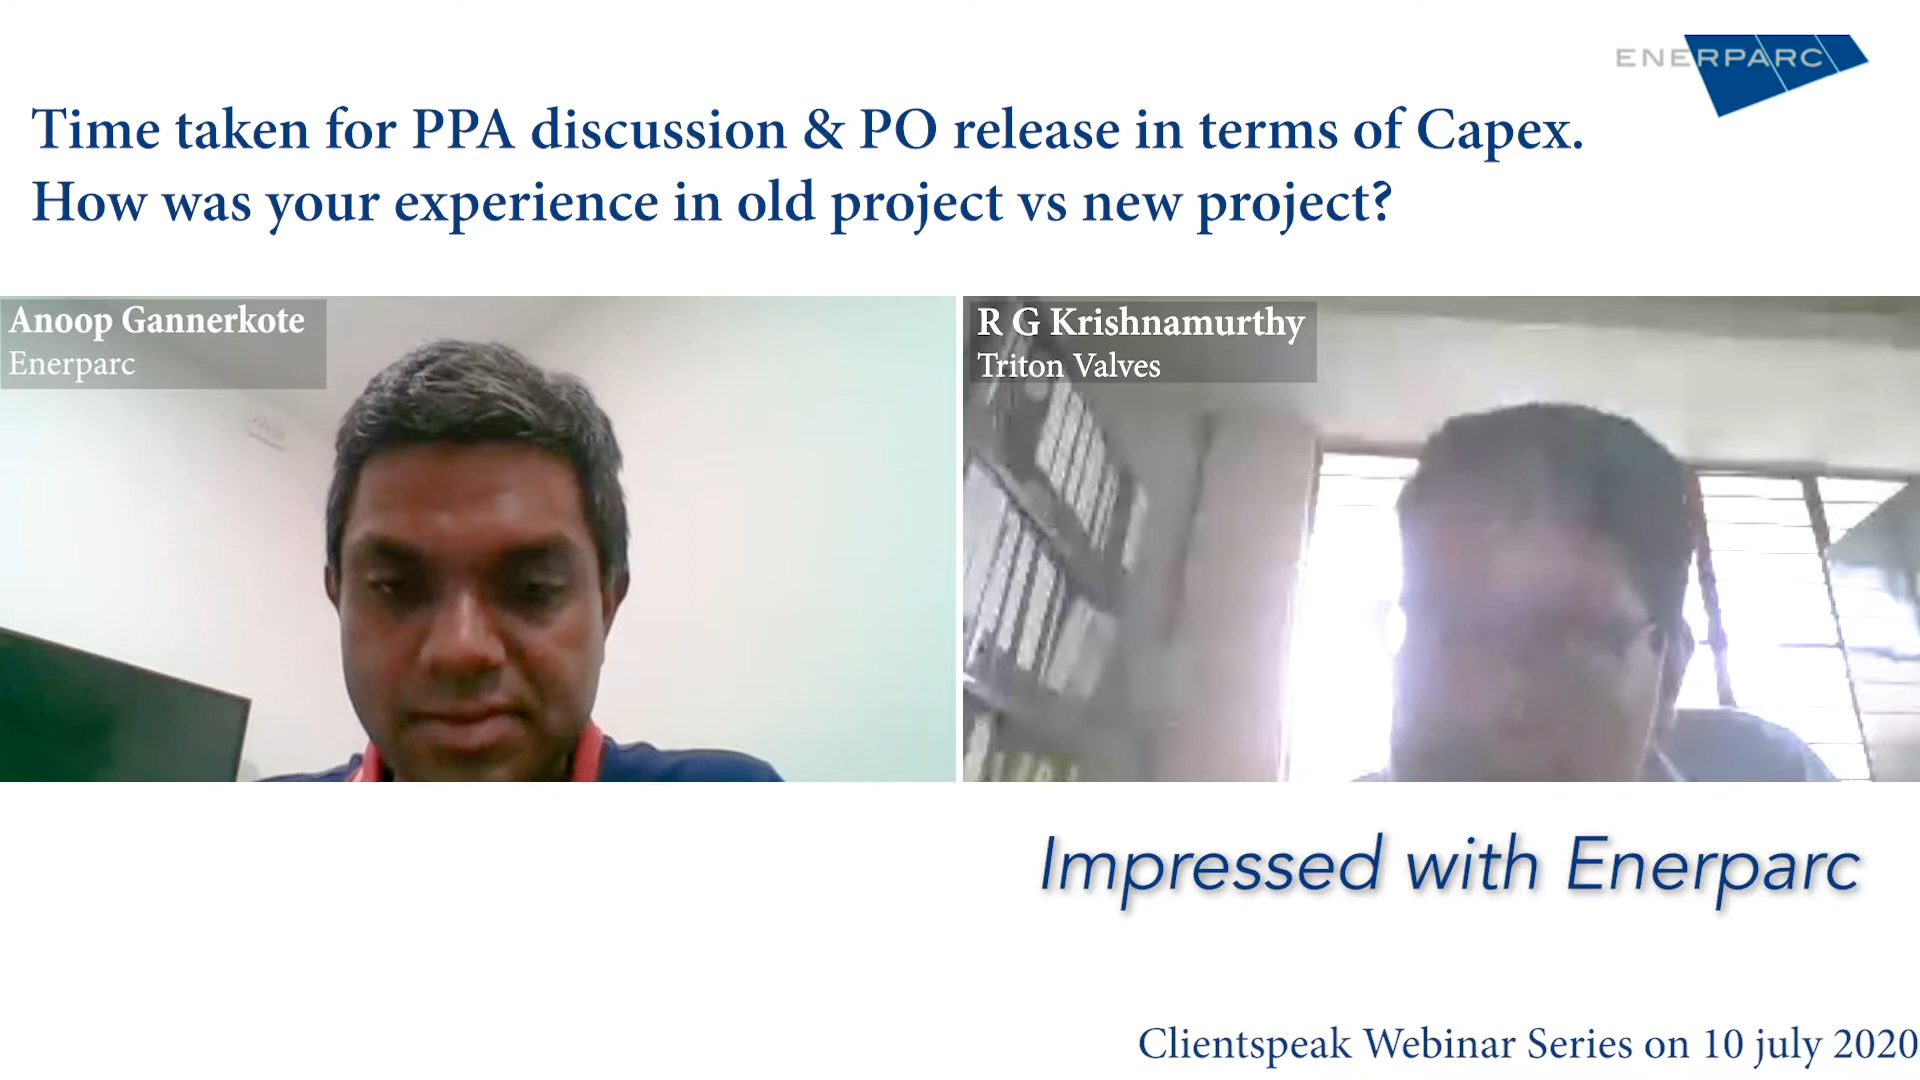 ENERPARC
Time taken for PPA discussion & PO release in terms of Capex.
How was your experience in old project vs new project?
Anoop Gannerkote
Enerparc
R G Krishnamurthy
Triton Valves
Impressed with Enerparc
Clientspeak Webinar Series on 10 july 2020